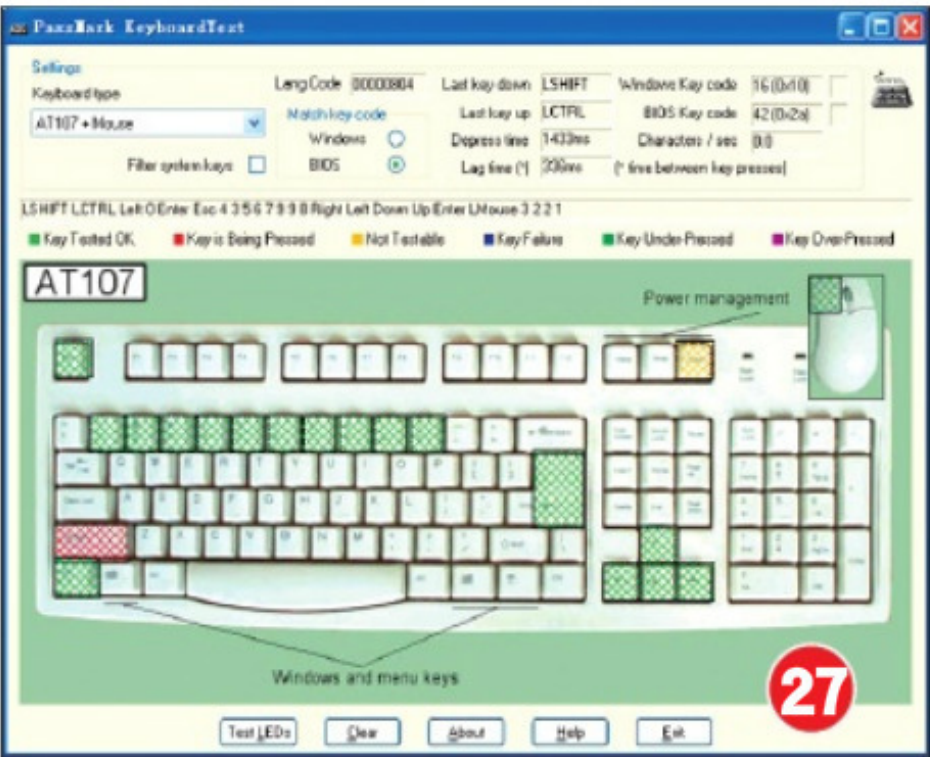 PassMark KeyboardTest
Settings
Keyboard type
AT107 + Mouse
Filter system keys
Lang Code 00000804
Match key code
Windows
BIOS
Last key down LSHIFT
Last key up LCTRL
Depress time 1433ms
Lag time (*) 336ms
Windows Key code 16 (0x10)
BIOS Key code 42 (0x2a)
Characters / sec 0.0
(* time between key presses)
LSHIFT LCTRL Left 0 Enter Esc 4 3 5 6 7 9 9 8 Right Left Down Up Enter LMouse 3 2 2 1
Key Tested OK Key is Being Pressed Not Testable Key Failure Key Under-Pressed Key Over-Pressed
AT107
Power management
Q W E R T Y U I O P
A S D F G H J K L
Z X C V B N M
Windows and menu keys
27
Test LEDs Clear About Help Exit